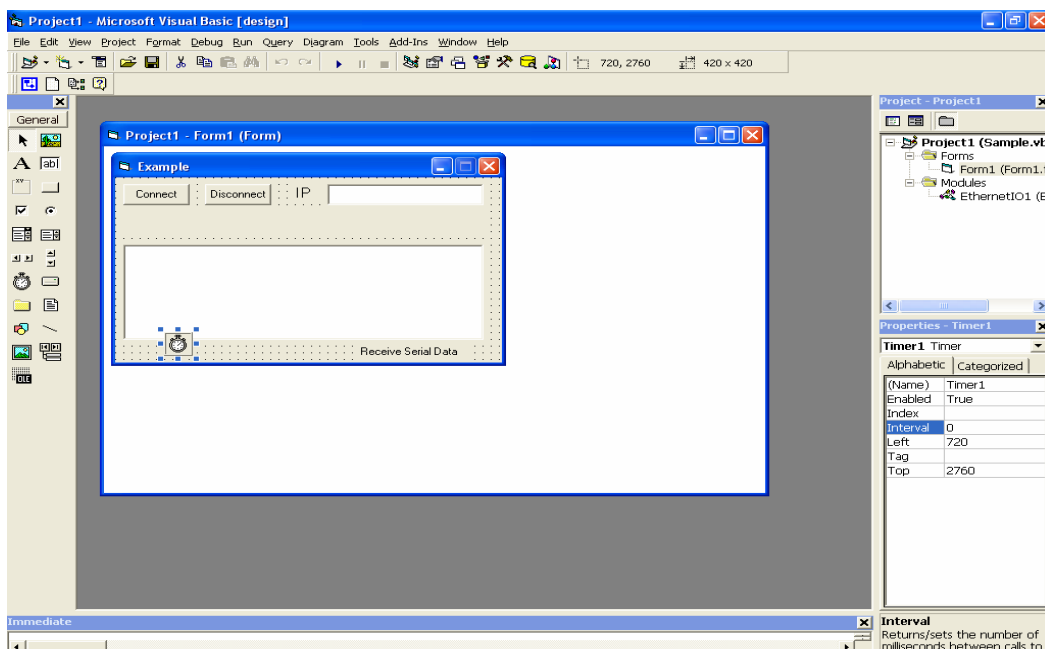 Project1 - Microsoft Visual Basic [design]
File Edit View Project Format Debug Run Query Diagram Tools Add-Ins Window Help
720, 2760 420 x 420
General
A ab|
xv
OLE
Project1 - Form1 (Form)
Example
Connect Disconnect IP
Receive Serial Data
Immediate
Project - Project1
Project1 (Sample.vb
Forms
Form1 (Form1.f
Modules
EthernetIO1 (E
Properties - Timer1
Timer1 Timer
Alphabetic Categorized
(Name) Timer1
Enabled True
Index
Interval 0
Left 720
Tag
Top 2760
Interval
Returns/sets the number of
milliseconds between calls to